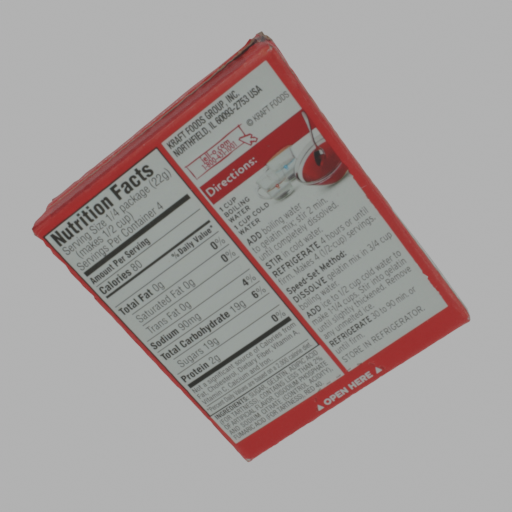 Nutrition Facts
Serving Size 1/4 package (22g)
(makes 1/2 cup)
Servings Per Container 4
Amount Per Serving
Calories 80
% Daily Value*
Total Fat 0g 0%
Saturated Fat 0g 0%
Trans Fat 0g
Sodium 90mg 4%
Total Carbohydrate 19g 6%
Sugars 19g
Protein 2g 0%
Not a significant source of Calories from
Fat, Cholesterol, Dietary Fiber, Vitamin A,
Vitamin C, Calcium and Iron.
KRAFT FOODS GROUP, INC.
NORTHFIELD, IL 60093-2753 USA
© KRAFT FOODS
Directions:
1 CUP
BOILING
WATER
1 CUP COLD
WATER
ADD boiling water
to gelatin mix; stir 2 min.
until completely dissolved.
STIR in cold water.
REFRIGERATE 4 hours or until
firm. Makes 4 (1/2-cup) servings.
Speed-Set Method:
DISSOLVE gelatin mix in 3/4 cup
boiling water.
ADD ice to 1/2 cup cold water to
make 1-1/4 cups. Stir into gelatin
until slightly thickened. Remove
any unmelted ice.
REFRIGERATE 30 to 90 min. or
until firm.
STORE IN REFRIGERATOR.
▲ OPEN HERE ▲